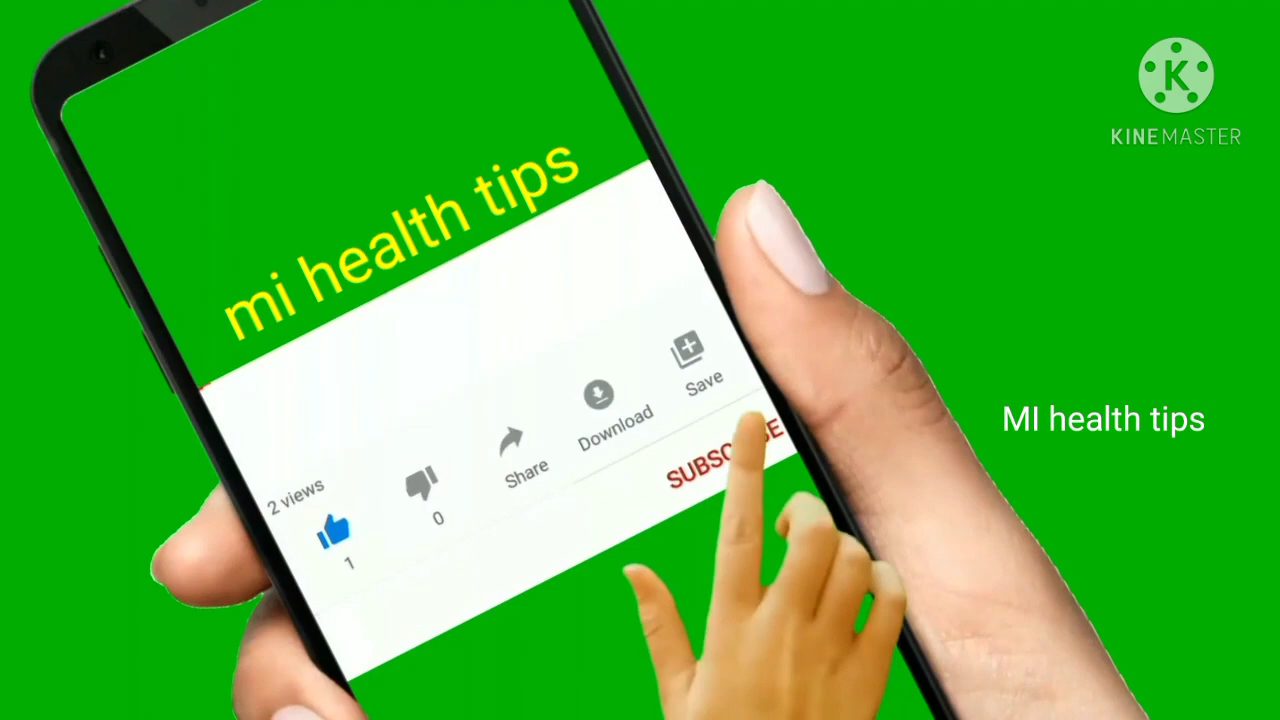 KINEMASTER
mi health tips
MI health tips
2 views
1
0
Share
Download
Save